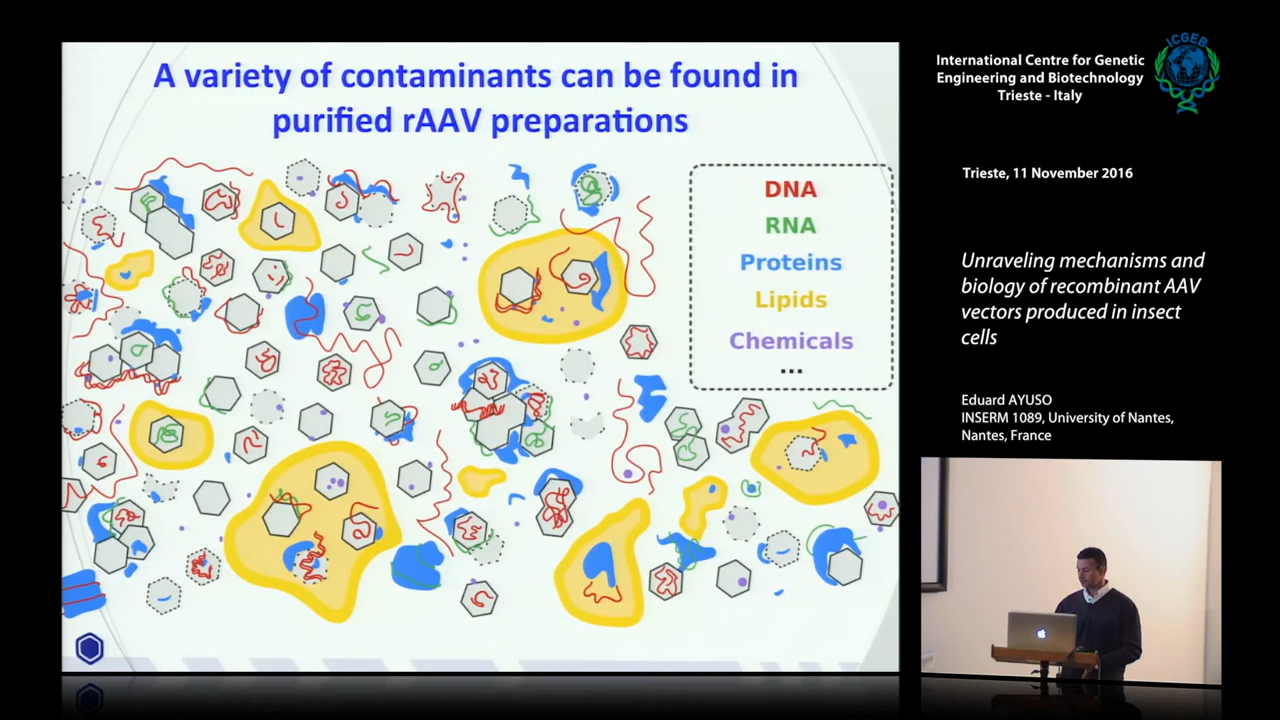 A variety of contaminants can be found in
purified rAAV preparations
DNA
RNA
Proteins
Lipids
Chemicals
...
ICGEB
International Centre for Genetic
Engineering and Biotechnology
Trieste - Italy
Trieste, 11 November 2016
Unraveling mechanisms and
biology of recombinant AAV
vectors produced in insect
cells
Eduard AYUSO
INSERM 1089, University of Nantes,
Nantes, France